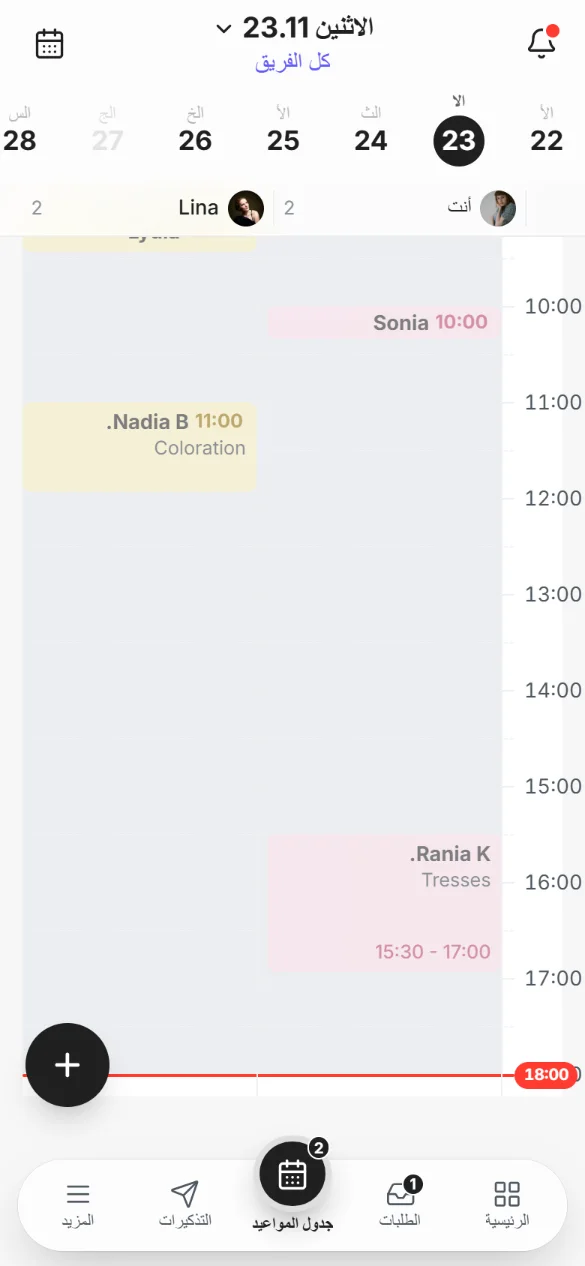 الاثنين 23.11
كل الفريق
الأ الا الث الأ الخ الج الس
22 23 24 25 26 27 28
أنت 2 Lina 2
10:00
10:00 Sonia
11:00
11:00 Nadia B.
Coloration
12:00
13:00
14:00
15:00
Rania K.
16:00
Tresses
15:30 - 17:00
17:00
18:00
2
1
الرئيسية الطلبات جدول المواعيد التذكيرات المزيد